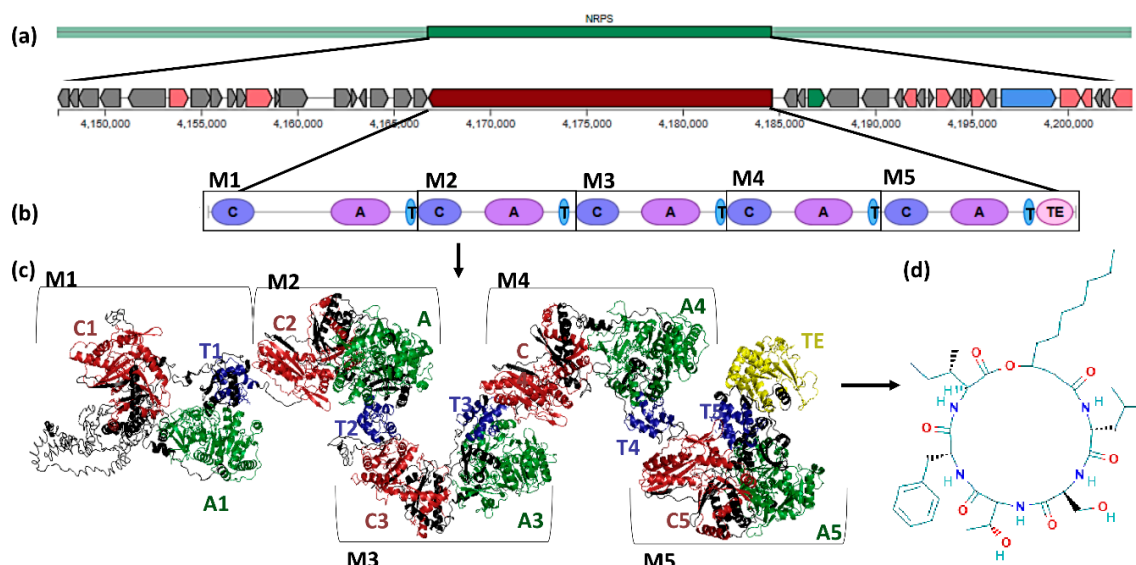 NRPS
(a)
4,150,000 4,155,000 4,160,000 4,165,000 4,170,000 4,175,000 4,180,000 4,185,000 4,190,000 4,195,000 4,200,000
M1 M2 M3 M4 M5
(b) C A T C A T C A T C A T C A T TE
(c) M1 M2 M4 (d)
C1 C2 A C A4
T1 TE
T2 T3 T4 T5
A1 C3 A3 C5 A5
M3 M5
O
O
O
O
H
N
H
N
H
O
O
N
H
O
N
H
O
N
H
O
H
O
H